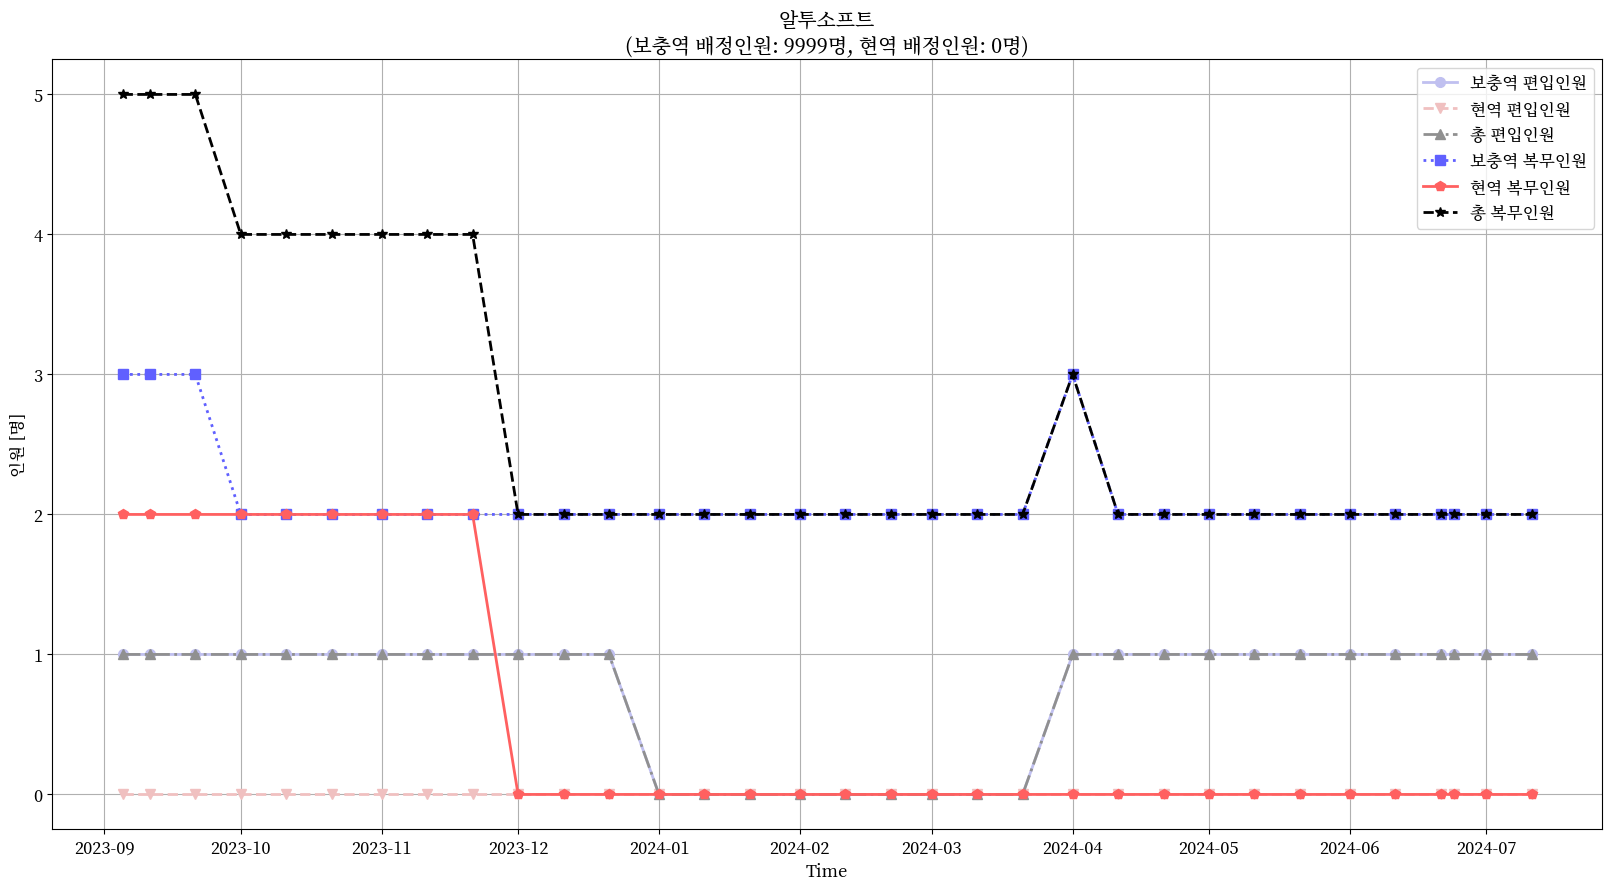 알투소프트
(보충역 배정인원: 9999명, 현역 배정인원: 0명)
보충역 편입인원
현역 편입인원
총 편입인원
보충역 복무인원
현역 복무인원
총 복무인원
인원 [명]
5
4
3
2
1
0
2023-09
2023-10
2023-11
2023-12
2024-01
2024-02
2024-03
2024-04
2024-05
2024-06
2024-07
Time